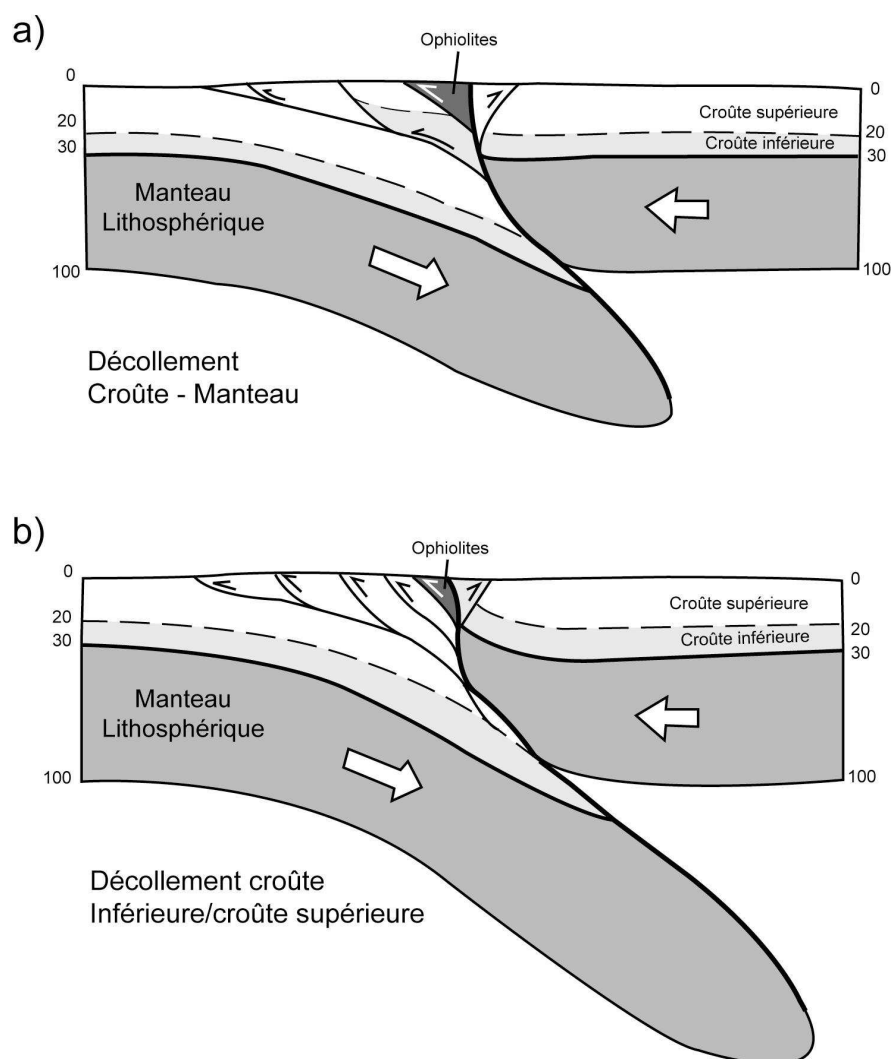 a)
Ophiolites
0
0
Croûte supérieure
20
20
Croûte inférieure
30
30
Manteau
Lithosphérique
100
100
Décollement
Croûte - Manteau
b)
Ophiolites
0
0
Croûte supérieure
20
20
Croûte inférieure
30
30
Manteau
Lithosphérique
100
100
Décollement croûte
Inférieure/croûte supérieure